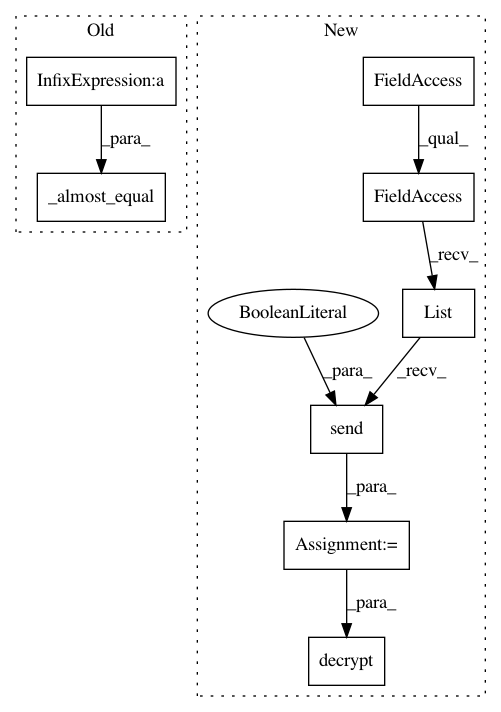 Old
New
InfixExpression:a
FieldAccess
_para_
_qual_
_almost_equal
FieldAccess
_recv_
BooleanLiteral
List
_para_
_recv_
send
_para_
Assignment:=
_para_
decrypt